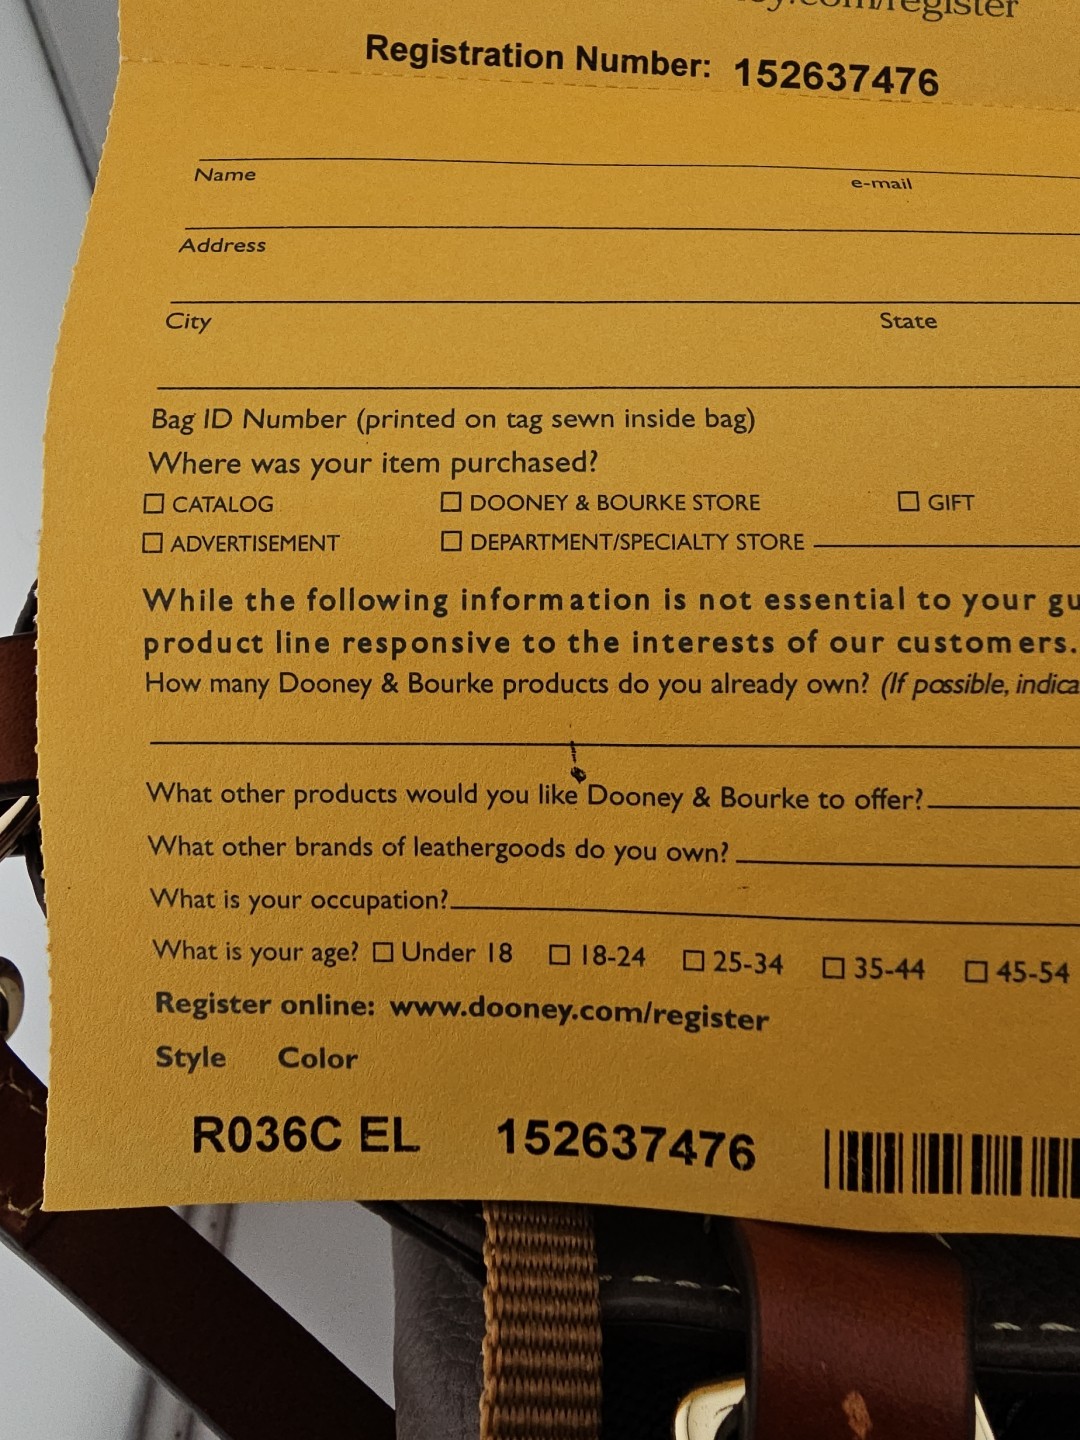 .com/register
Registration Number: 152637476
Name e-mail
Address
City State
Bag ID Number (printed on tag sewn inside bag)
Where was your item purchased?
☐ CATALOG ☐ DOONEY & BOURKE STORE ☐ GIFT
☐ ADVERTISEMENT ☐ DEPARTMENT/SPECIALTY STORE
While the following information is not essential to your gu
product line responsive to the interests of our customers.
How many Dooney & Bourke products do you already own? (If possible, indica
What other products would you like Dooney & Bourke to offer?
What other brands of leathergoods do you own?
What is your occupation?
What is your age? ☐ Under 18 ☐ 18-24 ☐ 25-34 ☐ 35-44 ☐ 45-54
Register online: www.dooney.com/register
Style Color
R036C EL 152637476